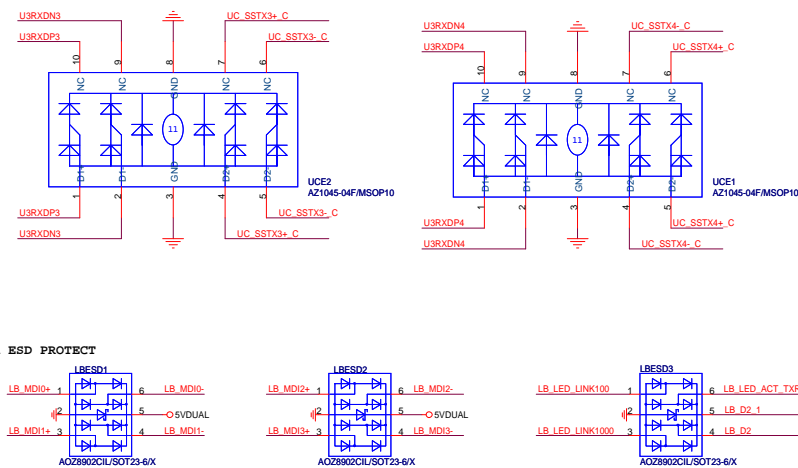 U3RXDN3 UC_SSTX3+_C U3RXDN4 UC_SSTX4-_C
U3RXDP3 UC_SSTX3-_C U3RXDP4 UC_SSTX4+_C
10 9 8 7 6 10 9 8 7 6
NC NC GND NC NC NC NC GND NC NC
11 11
D1+ D1- GND D2+ D2- D1+ D1- GND D2- D2+
UCE2 UCE1
AZ1045-04F/MSOP10 AZ1045-04F/MSOP10
1 2 3 4 5 1 2 3 4 5
U3RXDP3 UC_SSTX3-_C U3RXDP4 UC_SSTX4+_C
U3RXDN3 UC_SSTX3+_C U3RXDN4 UC_SSTX4-_C
ESD PROTECT
LBESD1 LBESD2 LBESD3
LB_MDI0+ 1 6 LB_MDI0- LB_MDI2+ 1 6 LB_MDI2- LB_LED_LINK100 1 6 LB_LED_ACT_TXR
2 5 5VDUAL 2 5 5VDUAL 2 5 LB_D2_1
LB_MDI1+ 3 4 LB_MDI1- LB_MDI3+ 3 4 LB_MDI3- LB_LED_LINK1000 3 4 LB_D2
AOZ8902CIL/SOT23-6/X AOZ8902CIL/SOT23-6/X AOZ8902CIL/SOT23-6/X